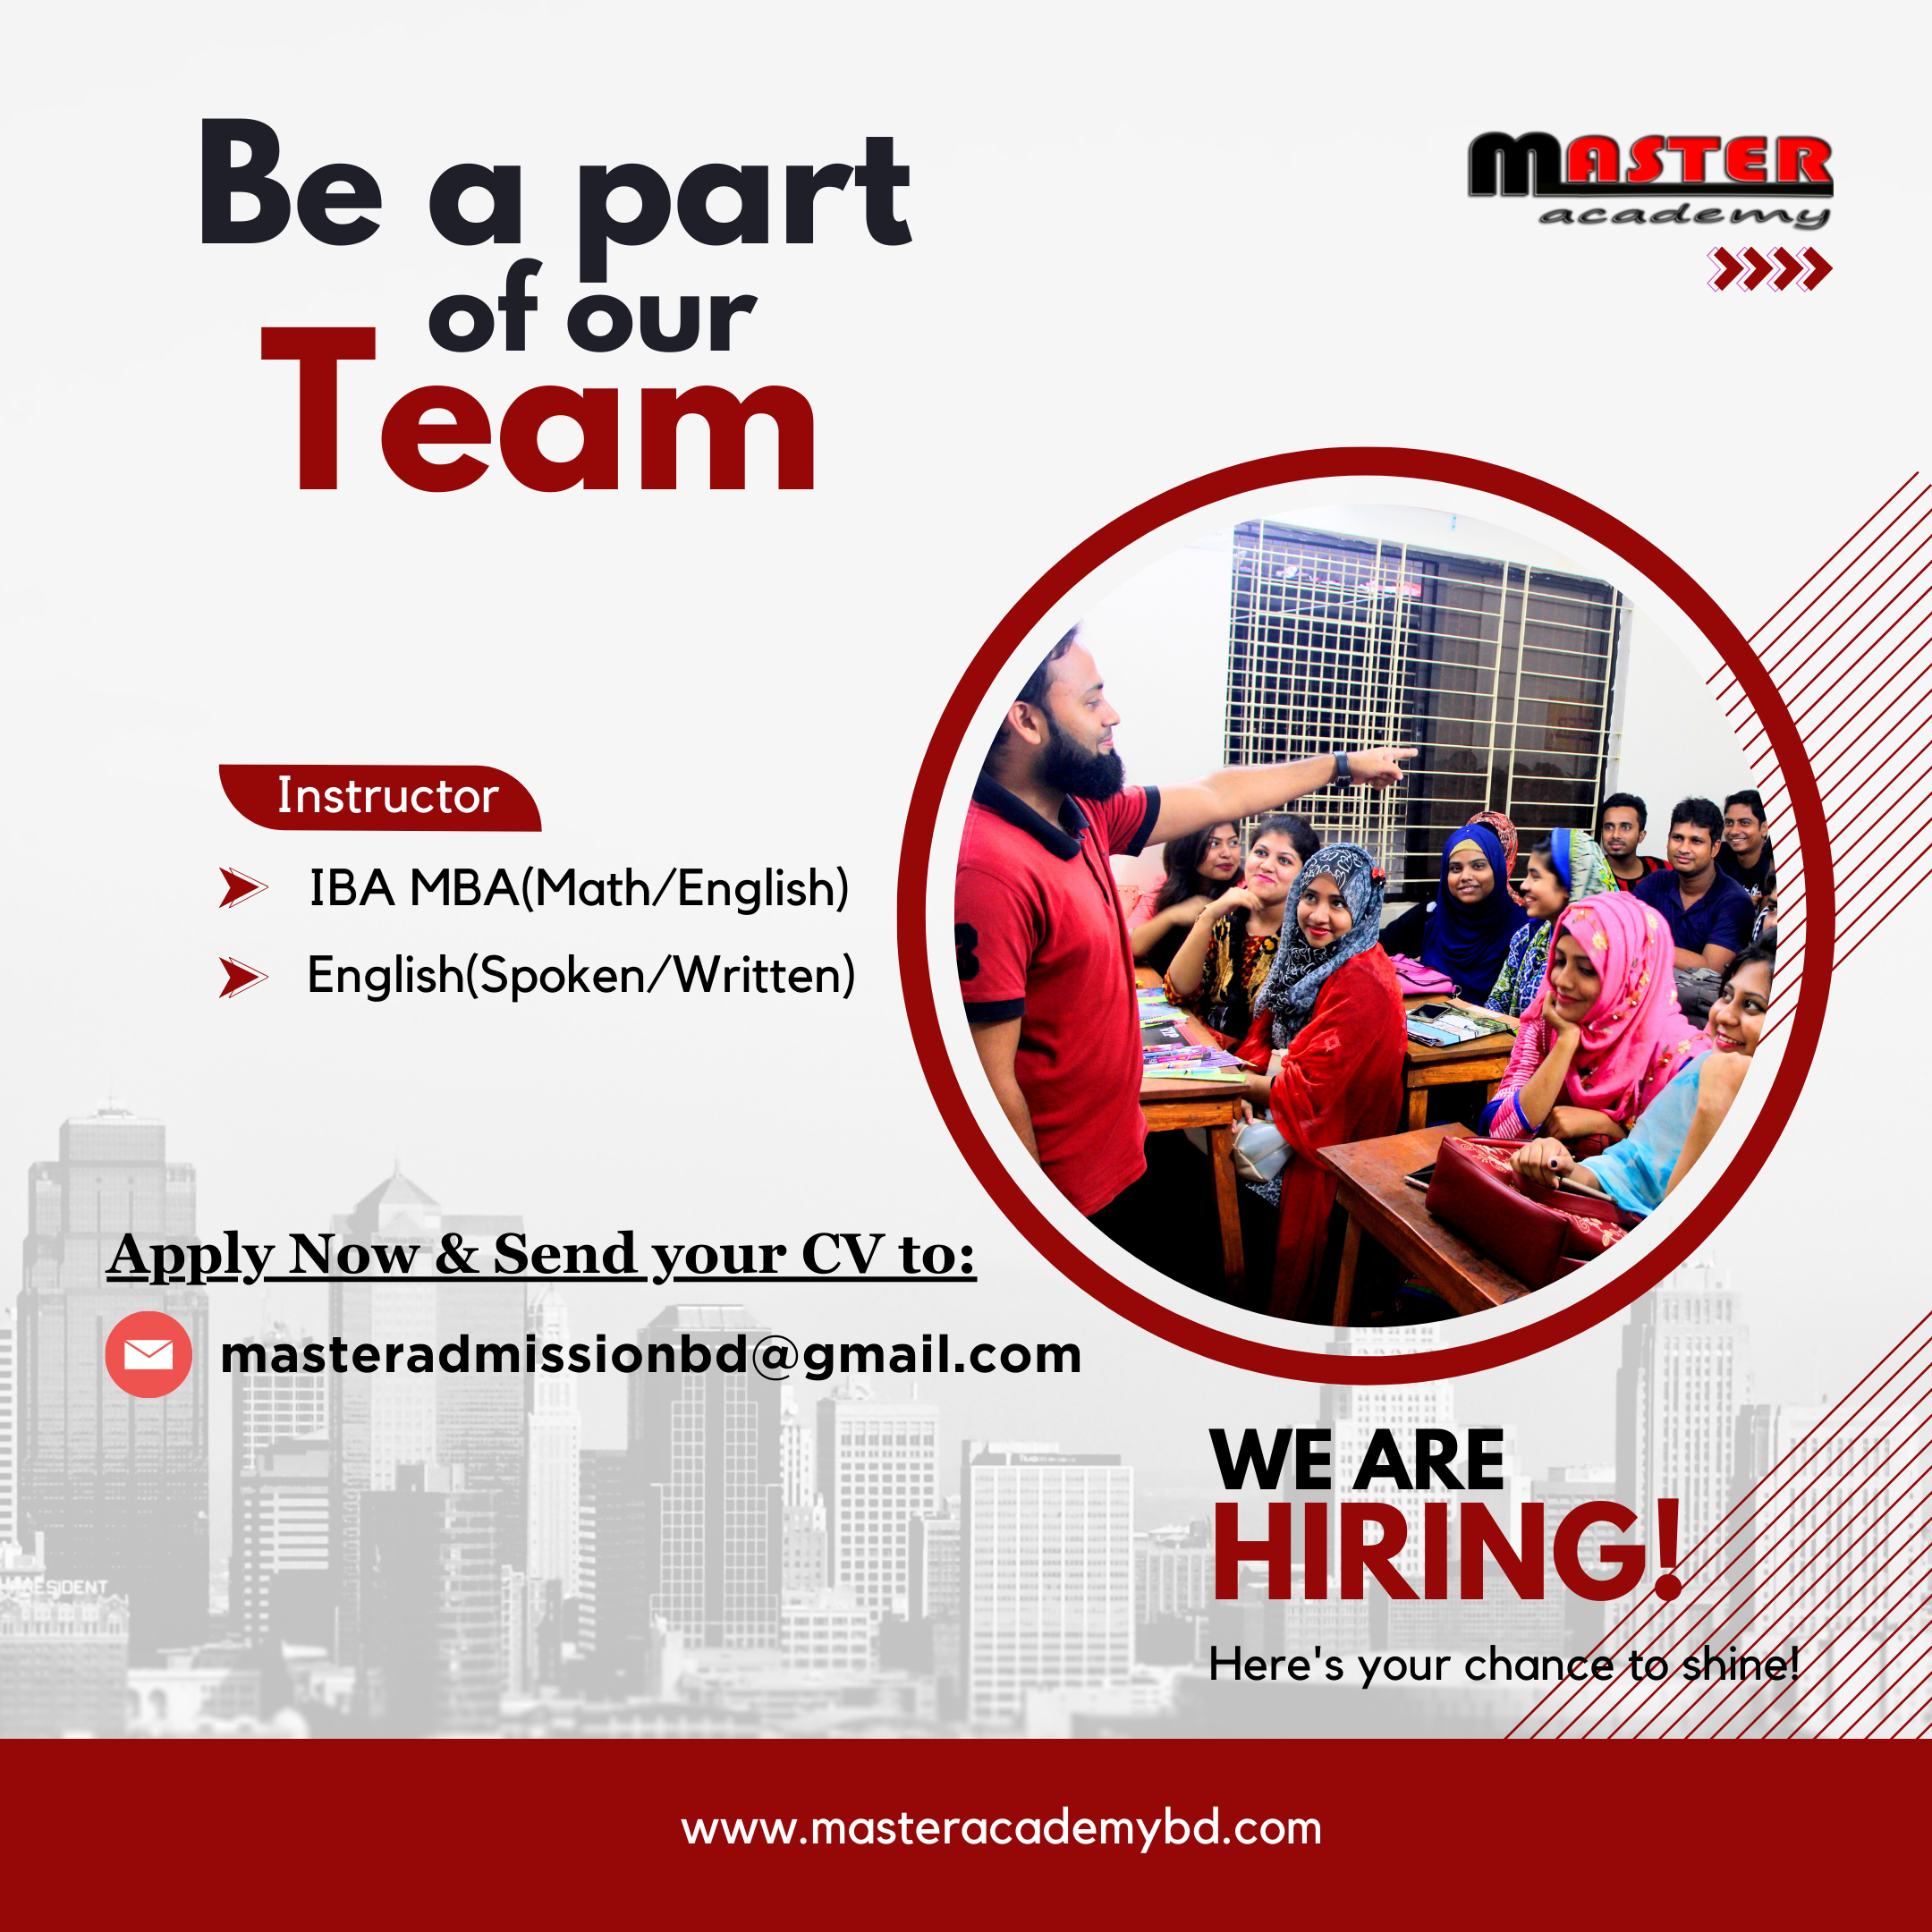 Be a part
of our
Team
MASTER
academy
Instructor
IBA MBA(Math/English)
English(Spoken/Written)
Apply Now & Send your CV to:
masteradmissionbd@gmail.com
WE ARE
HIRING!
Here's your chance to shine!
www.masteracademybd.com